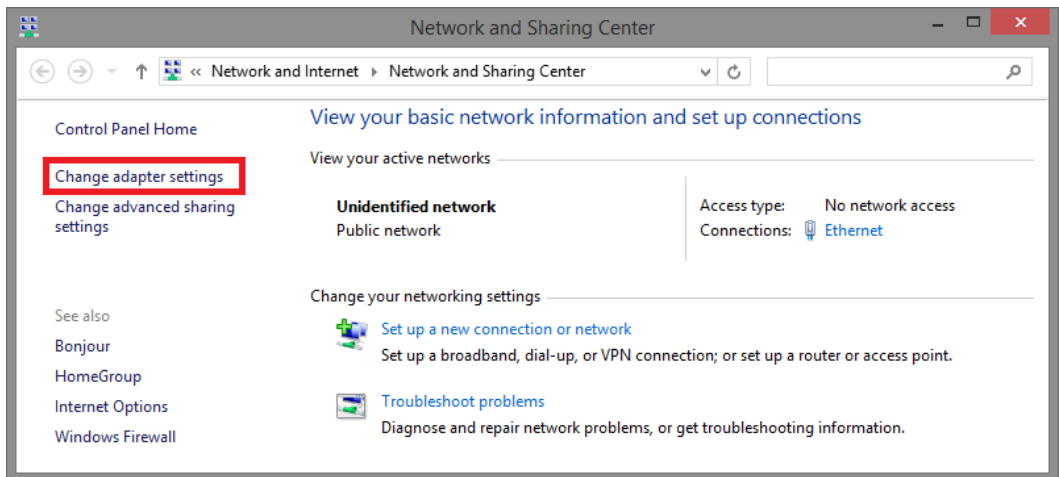 Network and Sharing Center
« Network and Internet Network and Sharing Center
Control Panel Home
Change adapter settings
Change advanced sharing
settings
See also
Bonjour
HomeGroup
Internet Options
Windows Firewall
View your basic network information and set up connections
View your active networks
Unidentified network
Public network
Access type: No network access
Connections: Ethernet
Change your networking settings
Set up a new connection or network
Set up a broadband, dial-up, or VPN connection; or set up a router or access point.
Troubleshoot problems
Diagnose and repair network problems, or get troubleshooting information.